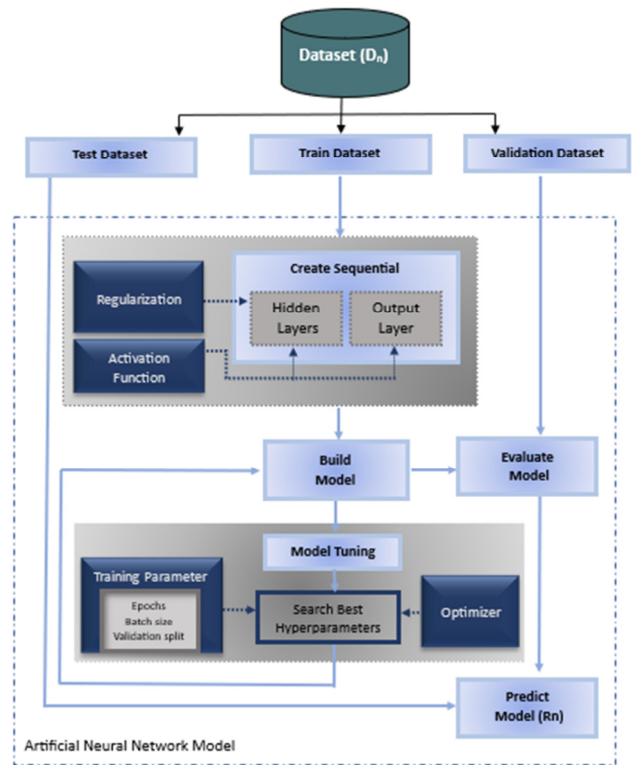 Dataset (Dₙ)
Test Dataset
Train Dataset
Validation Dataset
Create Sequential
Regularization
Hidden
Layers
Output
Layer
Activation
Function
Build
Model
Evaluate
Model
Model Tuning
Training Parameter
Epochs
Batch size
Validation split
Search Best
Hyperparameters
Optimizer
Predict
Model (Rn)
Artificial Neural Network Model